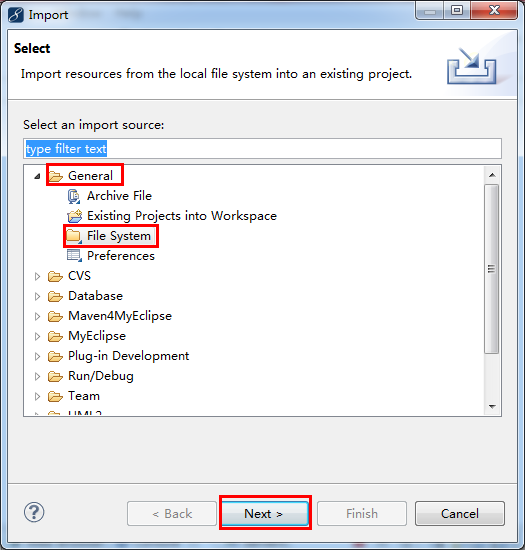 Import
Select
Import resources from the local file system into an existing project.
Select an import source:
type filter text
General
Archive File
Existing Projects into Workspace
File System
Preferences
CVS
Database
Maven4MyEclipse
MyEclipse
Plug-in Development
Run/Debug
Team
UML2
?
< Back
Next >
Finish
Cancel